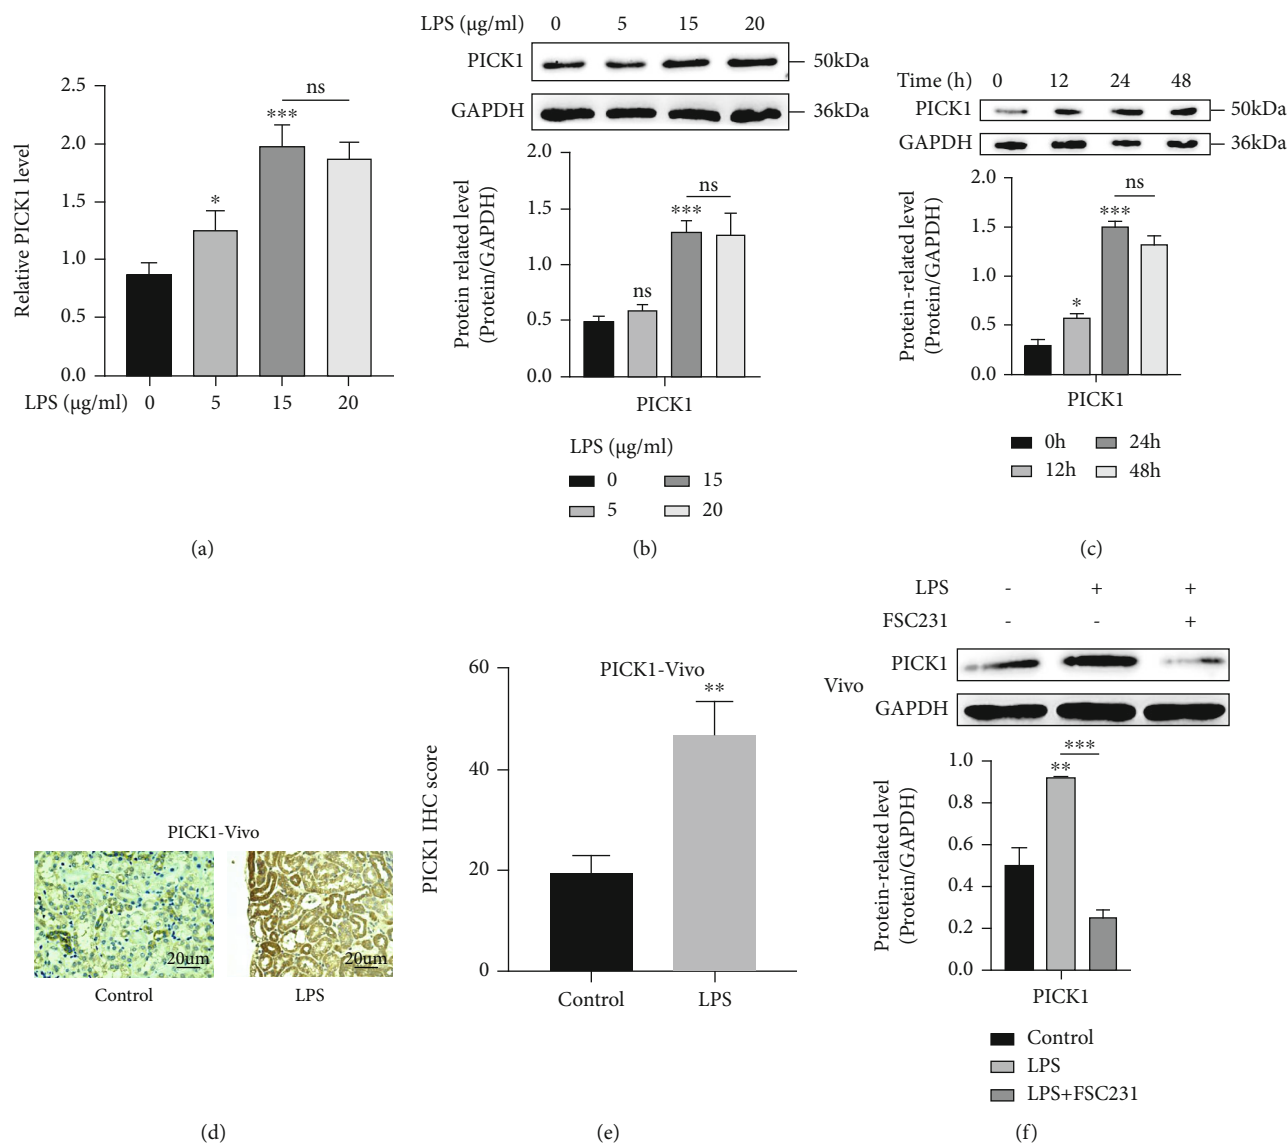 2.5
2.0
1.5
1.0
0.5
0.0
Relative PICK1 level
*
***
ns
LPS (μg/ml) 0 5 15 20
(a)
LPS (μg/ml) 0 5 15 20
PICK1 50kDa
GAPDH 36kDa
2.0
1.5
1.0
0.5
0.0
Protein related level
(Protein/GAPDH)
ns
***
ns
PICK1
LPS (μg/ml)
0 15
5 20
(b)
Time (h) 0 12 24 48
PICK1 50kDa
GAPDH 36kDa
2.0
1.5
1.0
0.5
0.0
Protein-related level
(Protein/GAPDH)
*
***
ns
PICK1
0h 24h
12h 48h
(c)
PICK1-Vivo
20um 20um
Control LPS
(d)
PICK1-Vivo
60
40
20
0
PICK1 IHC score
**
Control LPS
(e)
LPS - + +
FSC231 - - +
Vivo
PICK1
GAPDH
1.0
0.8
0.6
0.4
0.2
0.0
Protein-related level
(Protein/GAPDH)
**
***
PICK1
Control
LPS
LPS+FSC231
(f)